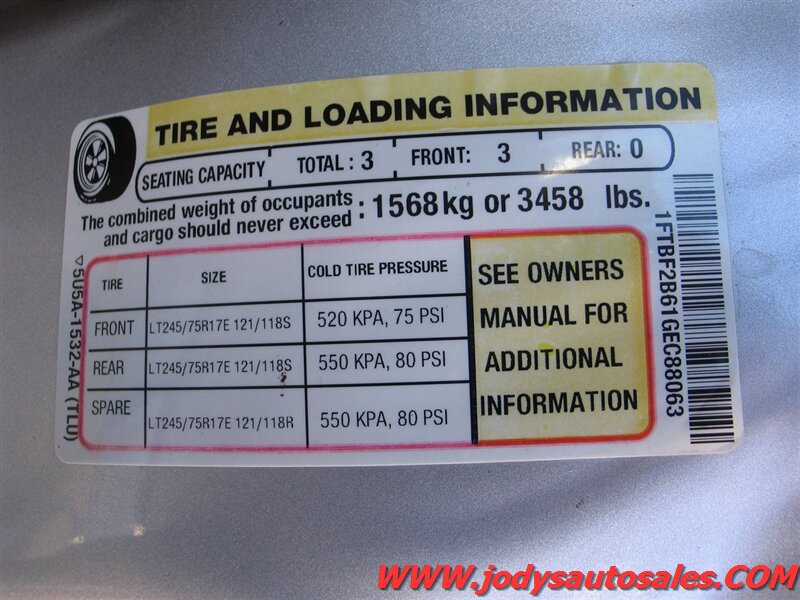 TIRE AND LOADING INFORMATION
SEATING CAPACITY TOTAL : 3 FRONT: 3 REAR: 0
The combined weight of occupants and cargo should never exceed : 1568kg or 3458 lbs.
TIRE SIZE COLD TIRE PRESSURE
FRONT LT245/75R17E 121/118S 520 KPA, 75 PSI
REAR LT245/75R17E 121/118S 550 KPA, 80 PSI
SPARE LT245/75R17E 121/118R 550 KPA, 80 PSI
SEE OWNERS
MANUAL FOR
ADDITIONAL
INFORMATION
5U5A-1532-AA (TLU)
1FTBF2B61GEC88063
WWW.jodysautosales.COM